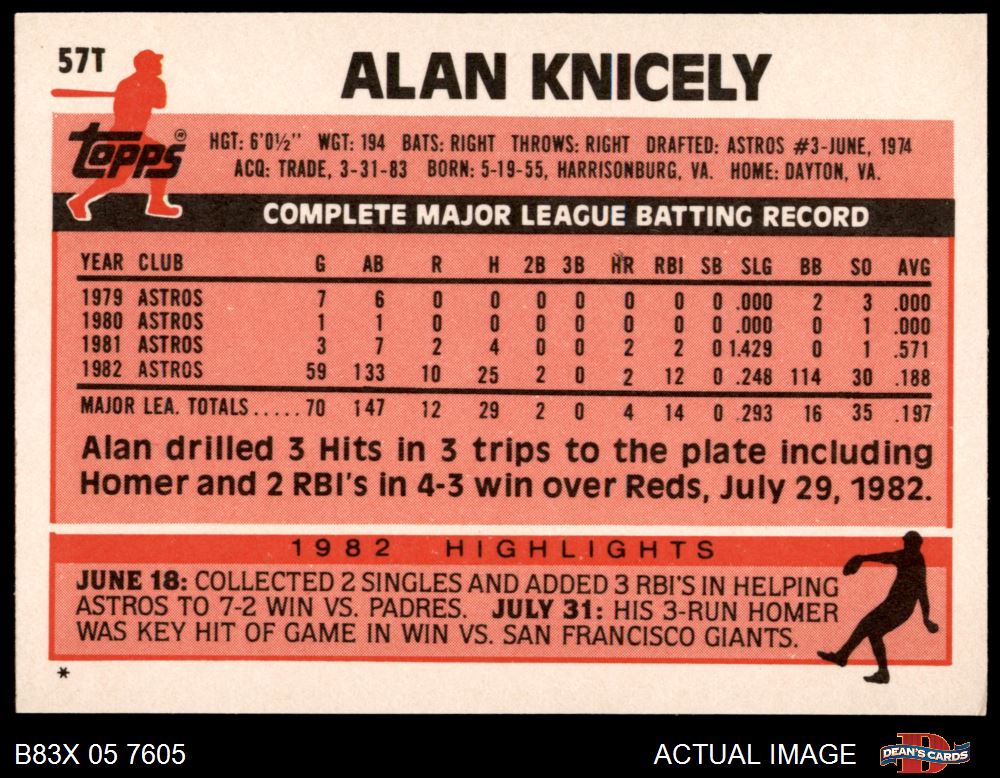 57T
ALAN KNICELY
topps®
HGT: 6'0½" WGT: 194 BATS: RIGHT THROWS: RIGHT DRAFTED: ASTROS #3-JUNE, 1974
ACQ: TRADE, 3-31-83 BORN: 5-19-55, HARRISONBURG, VA. HOME: DAYTON, VA.
COMPLETE MAJOR LEAGUE BATTING RECORD
YEAR CLUB G AB R H 2B 3B HR RBI SB SLG BB SO AVG
1979 ASTROS 7 6 0 0 0 0 0 0 0 .000 2 3 .000
1980 ASTROS 1 1 0 0 0 0 0 0 0 .000 0 1 .000
1981 ASTROS 3 7 2 4 0 0 2 2 0 1.429 0 1 .571
1982 ASTROS 59 133 10 25 2 0 2 12 0 .248 114 30 .188
MAJOR LEA. TOTALS..... 70 147 12 29 2 0 4 14 0 .293 16 35 .197
Alan drilled 3 Hits in 3 trips to the plate including
Homer and 2 RBI's in 4-3 win over Reds, July 29, 1982.
1982 HIGHLIGHTS
JUNE 18: COLLECTED 2 SINGLES AND ADDED 3 RBI'S IN HELPING
ASTROS TO 7-2 WIN VS. PADRES. JULY 31: HIS 3-RUN HOMER
WAS KEY HIT OF GAME IN WIN VS. SAN FRANCISCO GIANTS.
*
B83X 05 7605 ACTUAL IMAGE DEAN'S CARDS